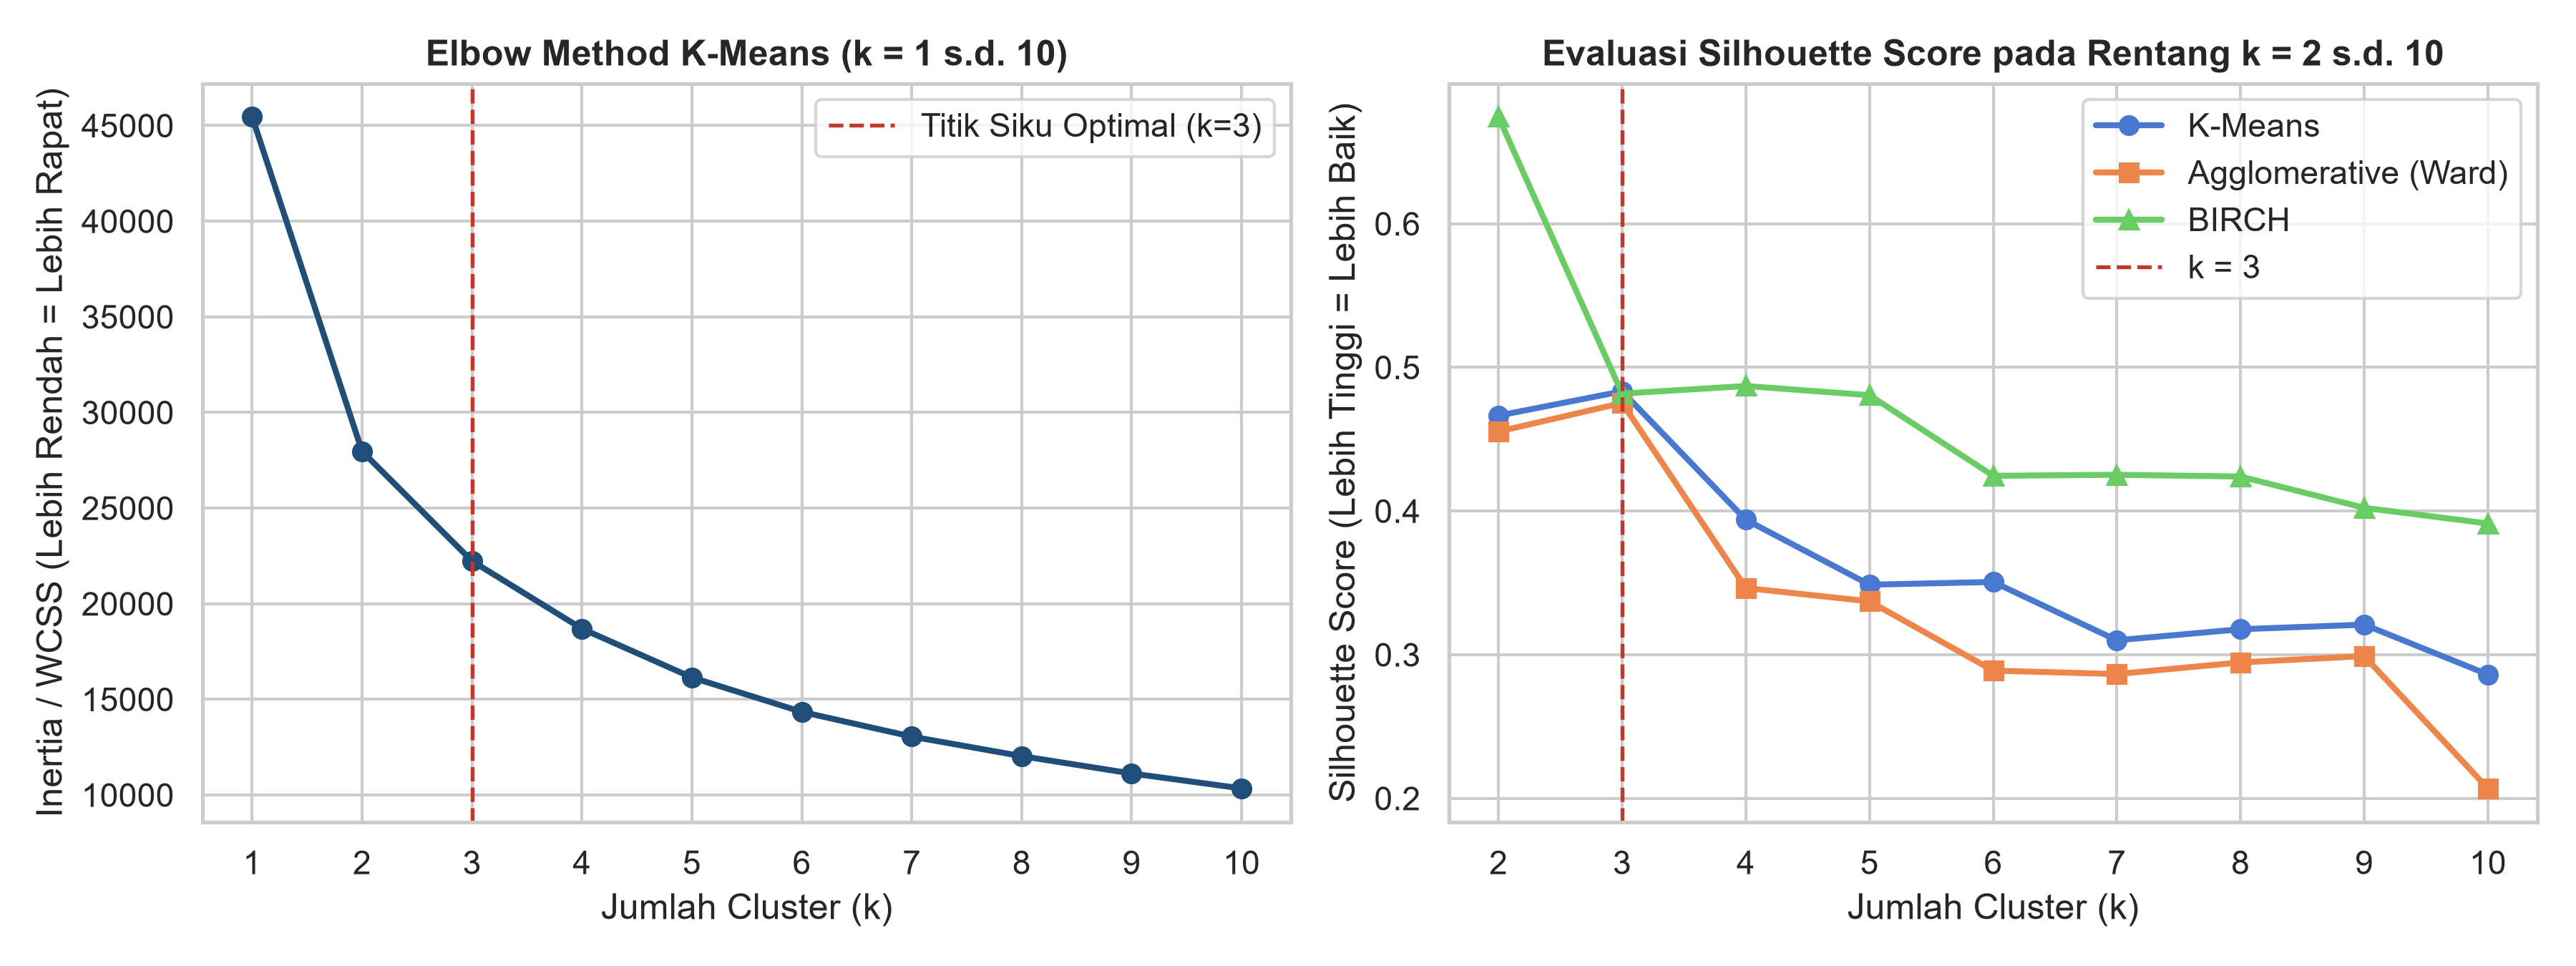 Elbow Method K-Means (k = 1 s.d. 10)
Inertia / WCSS (Lebih Rendah = Lebih Rapat)
45000
40000
35000
30000
25000
20000
15000
10000
Titik Siku Optimal (k=3)
1 2 3 4 5 6 7 8 9 10
Jumlah Cluster (k)
Evaluasi Silhouette Score pada Rentang k = 2 s.d. 10
Silhouette Score (Lebih Tinggi = Lebih Baik)
0.6
0.5
0.4
0.3
0.2
K-Means
Agglomerative (Ward)
BIRCH
k = 3
2 3 4 5 6 7 8 9 10
Jumlah Cluster (k)